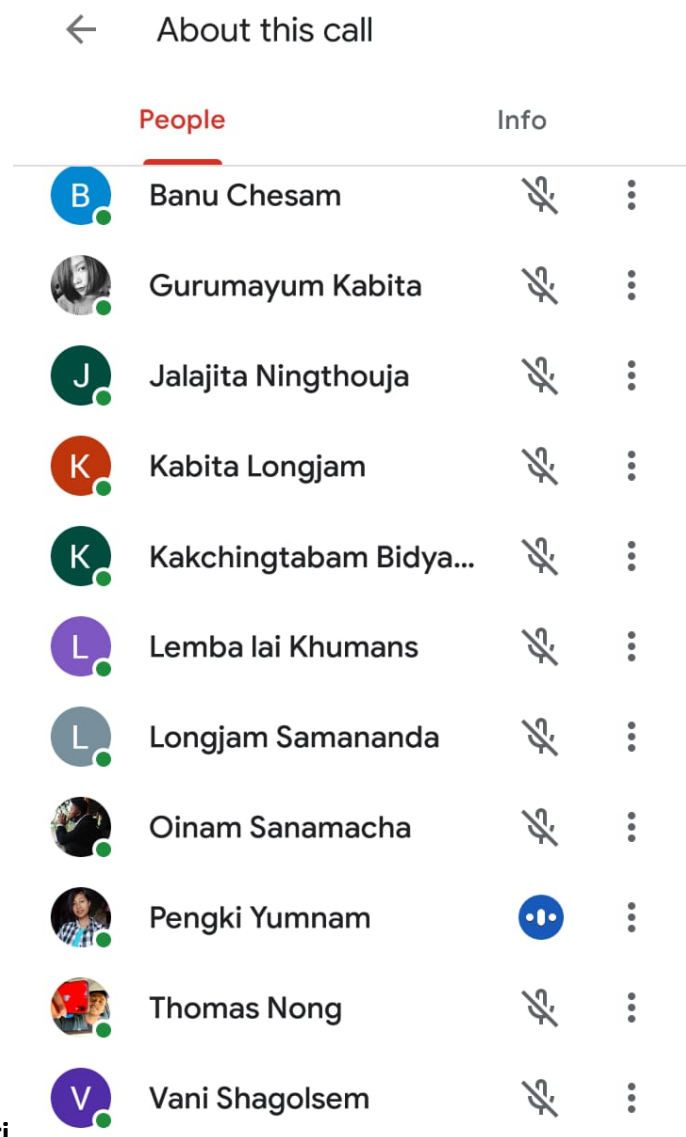 About this call
People Info
B Banu Chesam
Gurumayum Kabita
J Jalajita Ningthouja
K Kabita Longjam
K Kakchingtabam Bidya...
L Lemba lai Khumans
L Longjam Samananda
Oinam Sanamacha
Pengki Yumnam
Thomas Nong
V Vani Shagolsem